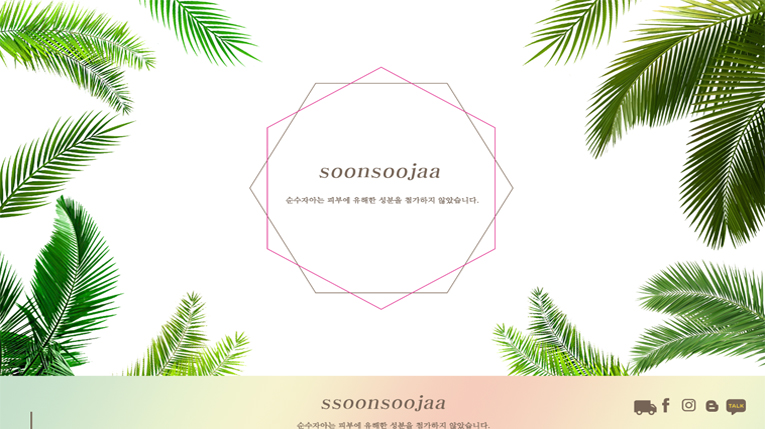 soonsoojaa
순수자아는 피부에 유해한 성분을 첨가하지 않았습니다.
ssoonsoojaa
순수자아는 피부에 유해한 성분을 첨가하지 않았습니다.
TALK